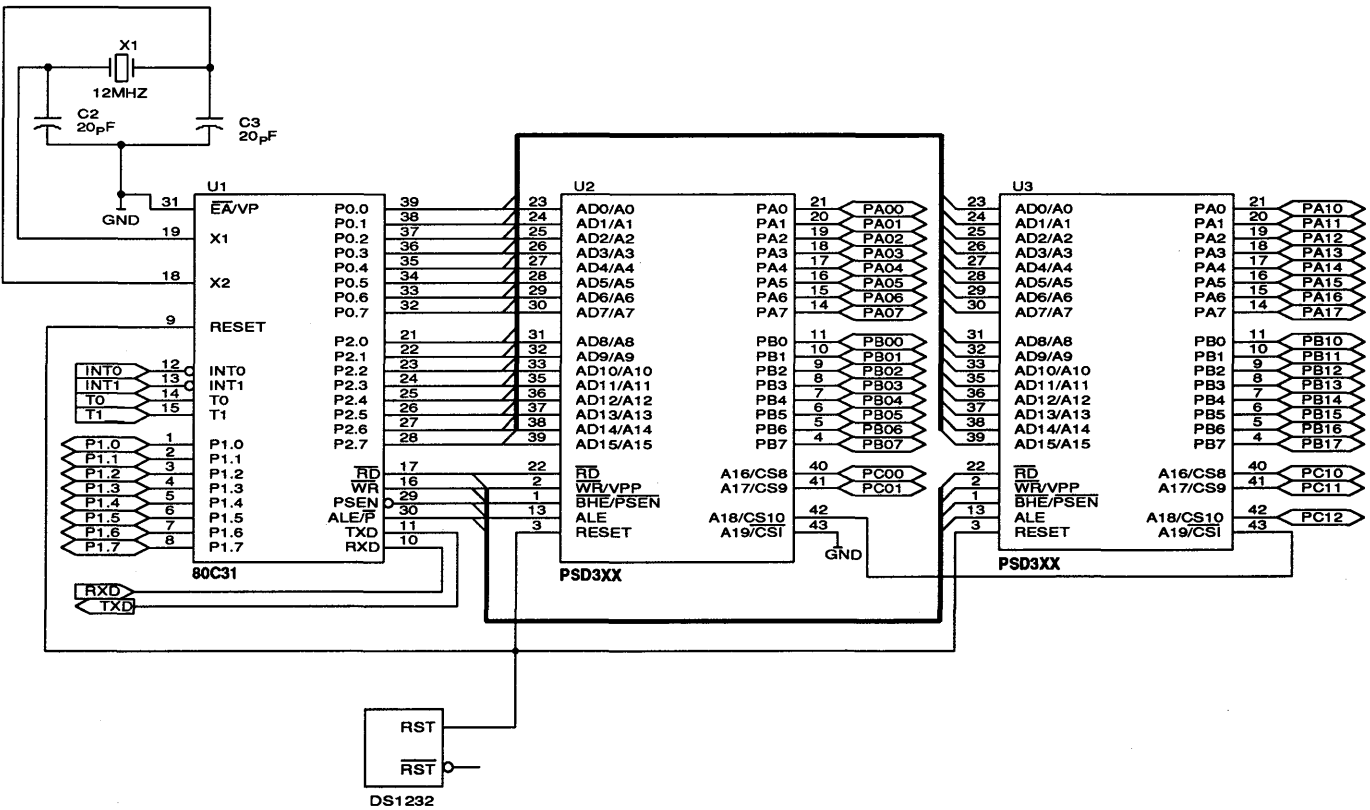 X1
12MHZ
C2
20pF
C3
20pF
GND
U1
31 EA/VP
19 X1
18 X2
9 RESET
INT0 12 INT0
INT1 13 INT1
T0 14 T0
T1 15 T1
P1.0 1 P1.0
P1.1 2 P1.1
P1.2 3 P1.2
P1.3 4 P1.3
P1.4 5 P1.4
P1.5 6 P1.5
P1.6 7 P1.6
P1.7 8 P1.7
P0.0 39
P0.1 38
P0.2 37
P0.3 36
P0.4 35
P0.5 34
P0.6 33
P0.7 32
P2.0 21
P2.1 22
P2.2 23
P2.3 24
P2.4 25
P2.5 26
P2.6 27
P2.7 28
RD 17
WR 16
PSEN 29
ALE/P 30
TXD 11
RXD 10
80C31
RXD
TXD
U2
23 AD0/A0
24 AD1/A1
25 AD2/A2
26 AD3/A3
27 AD4/A4
28 AD5/A5
29 AD6/A6
30 AD7/A7
31 AD8/A8
32 AD9/A9
33 AD10/A10
35 AD11/A11
36 AD12/A12
37 AD13/A13
38 AD14/A14
39 AD15/A15
22 RD
2 WR/VPP
1 BHE/PSEN
13 ALE
3 RESET
PA0 21 PA00
PA1 20 PA01
PA2 19 PA02
PA3 18 PA03
PA4 17 PA04
PA5 16 PA05
PA6 15 PA06
PA7 14 PA07
PB0 11 PB00
PB1 10 PB01
PB2 9 PB02
PB3 8 PB03
PB4 7 PB04
PB5 6 PB05
PB6 5 PB06
PB7 4 PB07
A16/CS8 40 PC00
A17/CS9 41 PC01
A18/CS10 42
A19/CSI 43
GND
PSD3XX
U3
23 AD0/A0
24 AD1/A1
25 AD2/A2
26 AD3/A3
27 AD4/A4
28 AD5/A5
29 AD6/A6
30 AD7/A7
31 AD8/A8
32 AD9/A9
33 AD10/A10
35 AD11/A11
36 AD12/A12
37 AD13/A13
38 AD14/A14
39 AD15/A15
22 RD
2 WR/VPP
1 BHE/PSEN
13 ALE
3 RESET
PA0 21 PA10
PA1 20 PA11
PA2 19 PA12
PA3 18 PA13
PA4 17 PA14
PA5 16 PA15
PA6 15 PA16
PA7 14 PA17
PB0 11 PB10
PB1 10 PB11
PB2 9 PB12
PB3 8 PB13
PB4 7 PB14
PB5 6 PB15
PB6 5 PB16
PB7 4 PB17
A16/CS8 40 PC10
A17/CS9 41 PC11
A18/CS10 42 PC12
A19/CSI 43
PSD3XX
RST
RST
DS1232